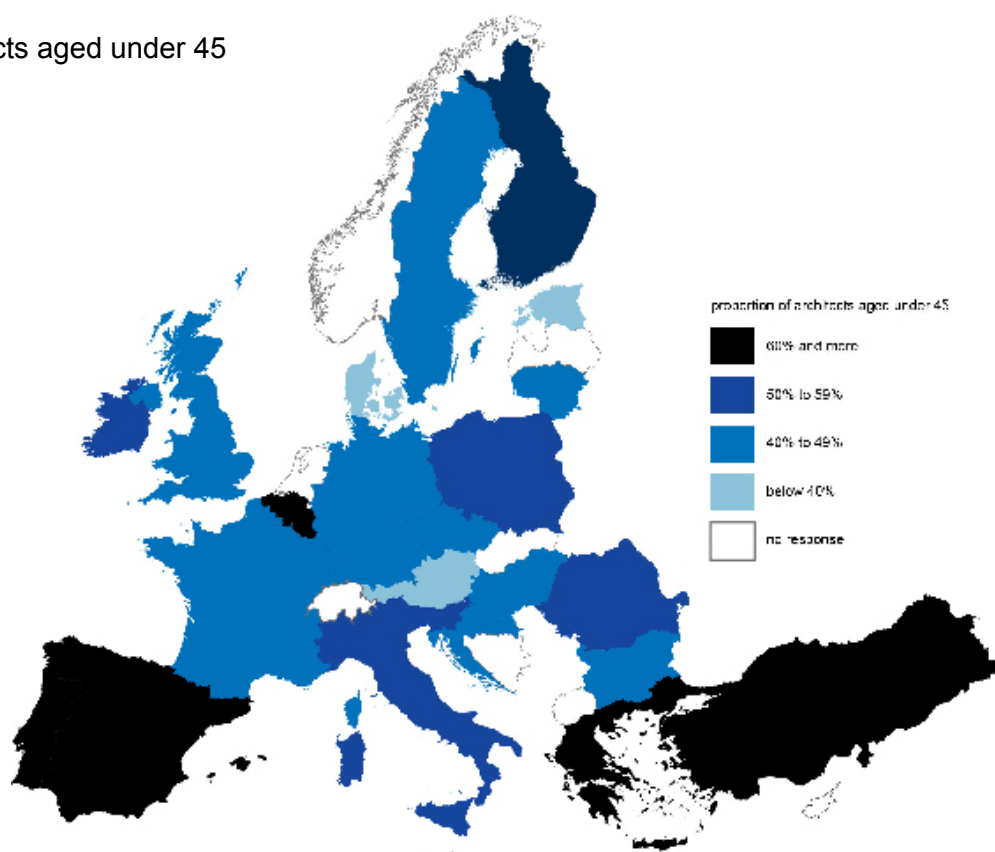 cts aged under 45
proportion of architects aged under 45
60% and more
50% to 59%
40% to 49%
below 40%
no response